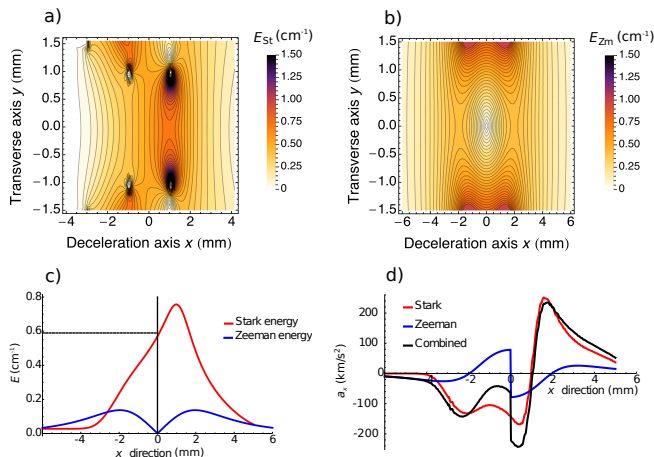 a)
E_St (cm⁻¹)
Transverse axis y (mm)
1.5
1.0
0.5
0.0
−0.5
−1.0
−1.5
−2 0 2 4
Deceleration axis x (mm)
1.50
1.25
1.00
0.75
0.50
0.25
0
b)
E_Zm (cm⁻¹)
Transverse axis y (mm)
1.5
1.0
0.5
0.0
−0.5
−1.0
−1.5
−6 −4 −2 0 2 4 6
Deceleration axis x (mm)
1.50
1.25
1.00
0.75
0.50
0.25
0
c)
E (cm⁻¹)
0.8
0.6
0.4
0.2
0.0
Stark energy
Zeeman energy
−4 −2 0 2 4 6
x direction (mm)
d)
aₓ (km/s²)
200
100
0
-100
-200
Stark
Zeeman
Combined
-4 -2 0 2 4 6
x direction (mm)